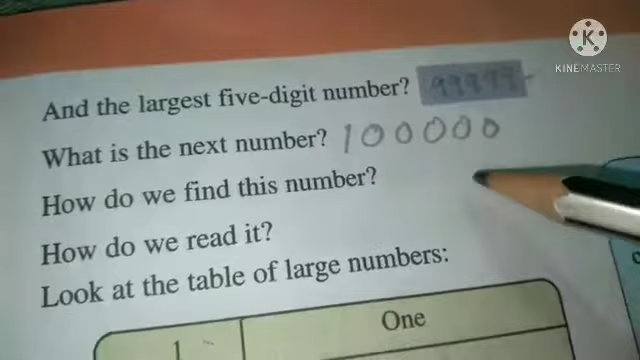 K
KINEMASTER
And the largest five-digit number? 99999
What is the next number? 100000
How do we find this number?
How do we read it?
Look at the table of large numbers:
1 One